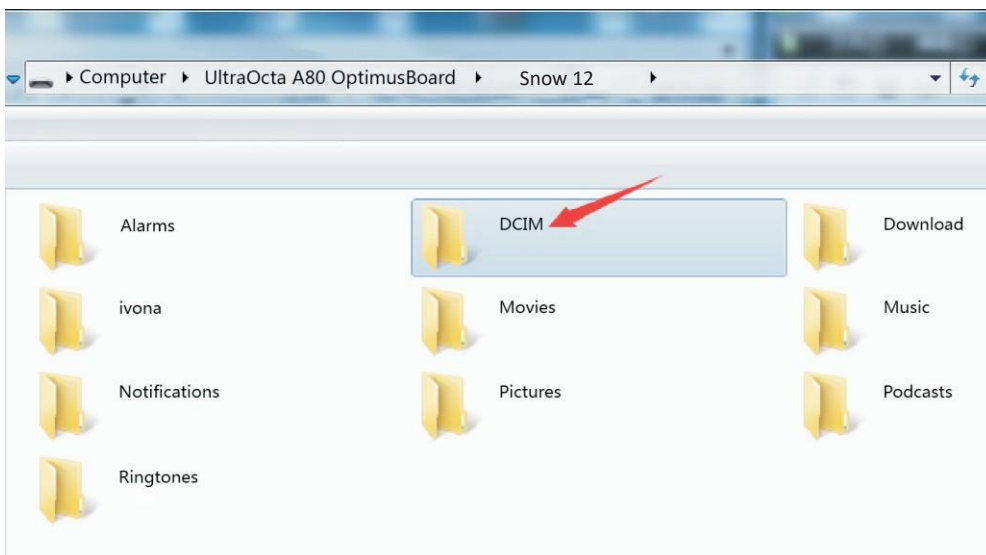 Computer UltraOcta A80 OptimusBoard Snow 12
Alarms DCIM Download
ivona Movies Music
Notifications Pictures Podcasts
Ringtones